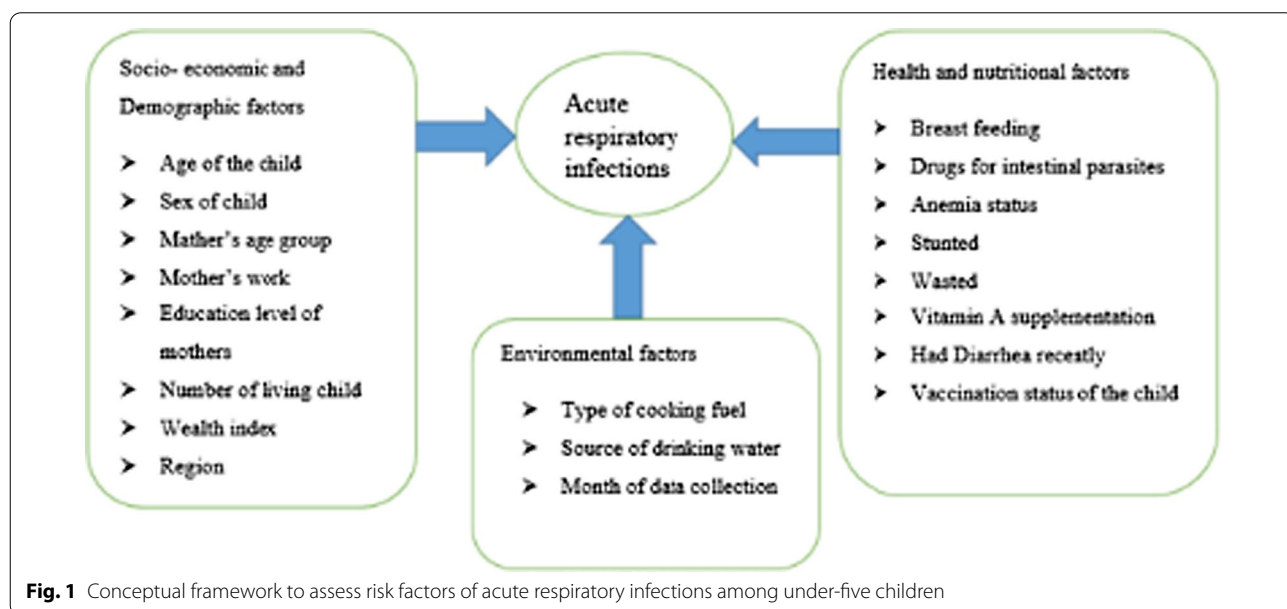 Socio- economic and
Demographic factors
➤ Age of the child
➤ Sex of child
➤ Mather's age group
➤ Mother's work
➤ Education level of
mothers
➤ Number of living child
➤ Wealth index
➤ Region
Acute
respiratory
infections
Environmental factors
➤ Type of cooking fuel
➤ Source of drinking water
➤ Month of data collection
Health and nutritional factors
➤ Breast feeding
➤ Drugs for intestinal parasites
➤ Anemia status
➤ Stunted
➤ Wasted
➤ Vitamin A supplementation
➤ Had Diarrhea receatly
➤ Vaccination status of the child
Fig. 1 Conceptual framework to assess risk factors of acute respiratory infections among under-five children